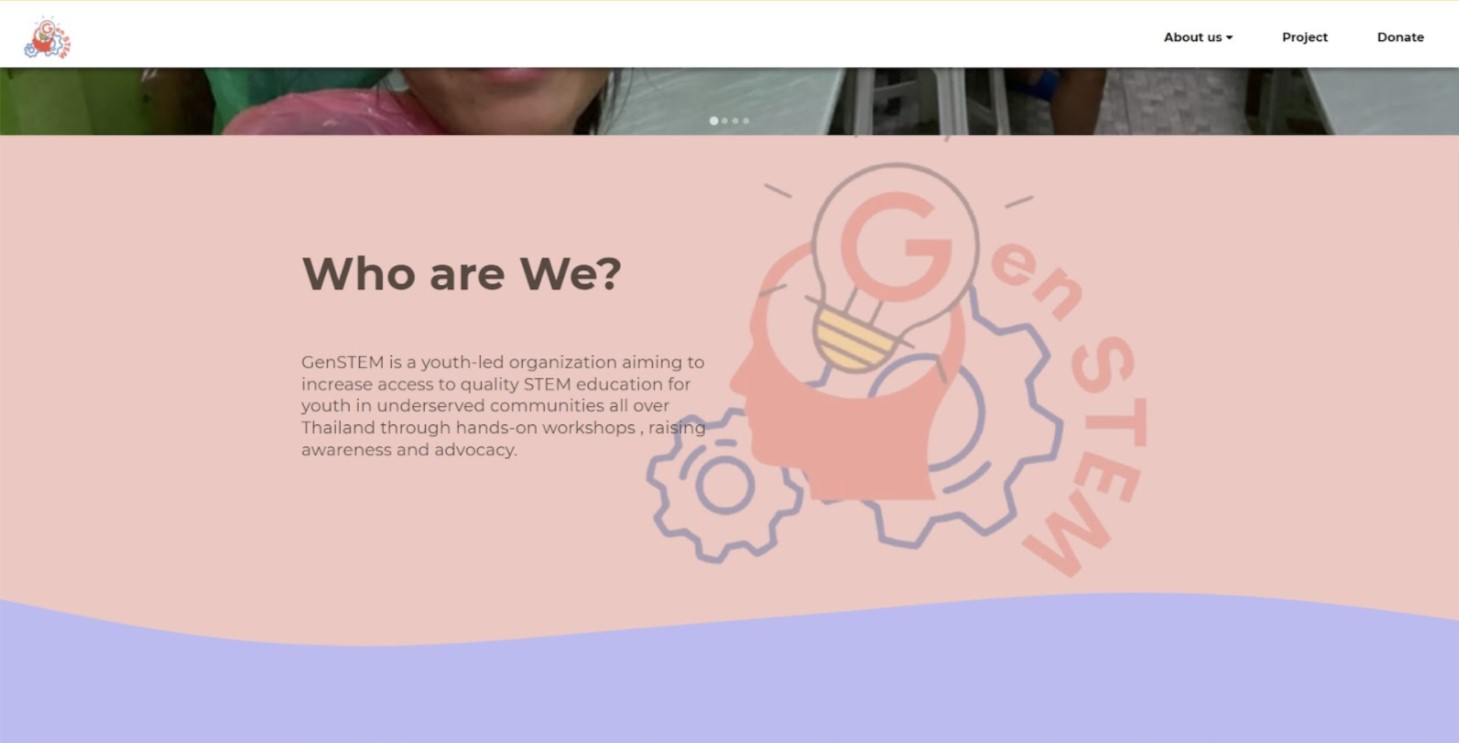 Gen STEM
About us
Project
Donate
Who are We?
GenSTEM is a youth-led organization aiming to
increase access to quality STEM education for
youth in underserved communities all over
Thailand through hands-on workshops , raising
awareness and advocacy.
Gen STEM